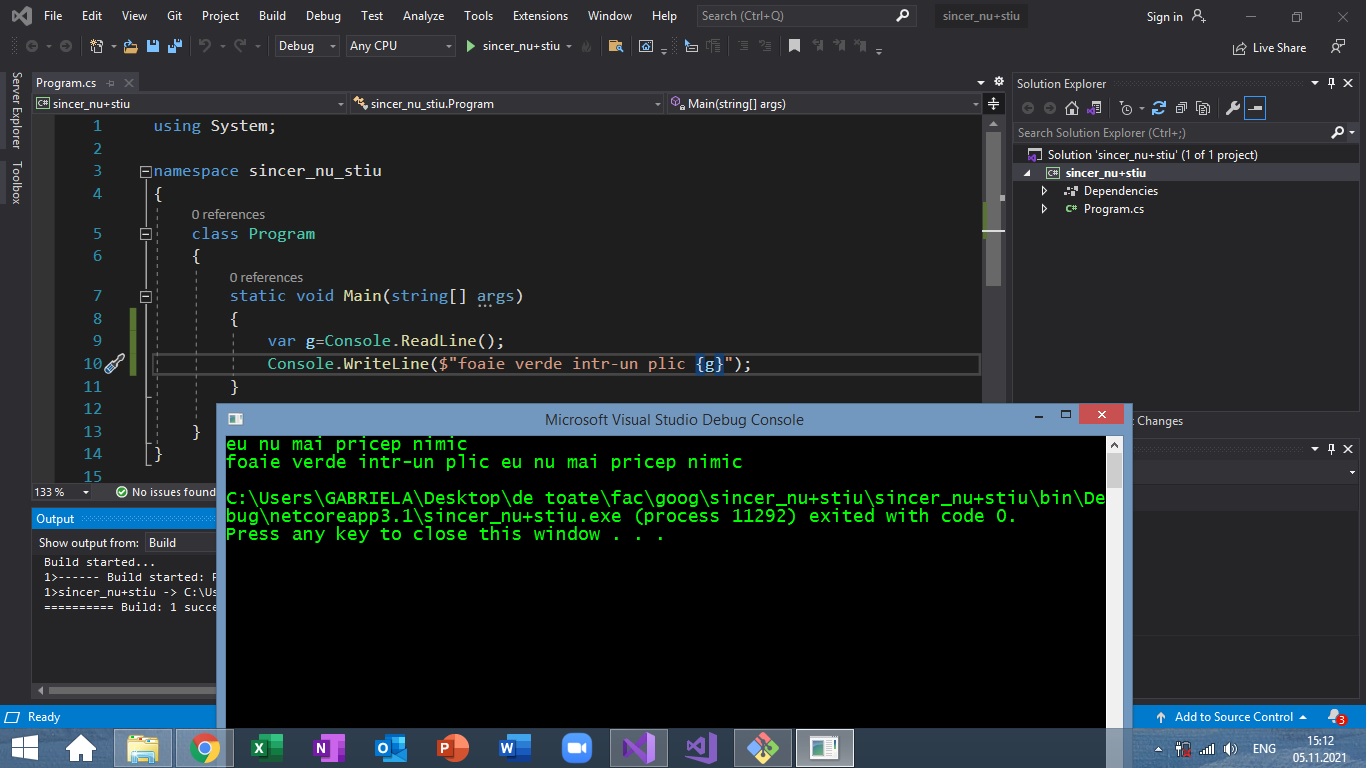 File Edit View Git Project Build Debug Test Analyze Tools Extensions Window Help Search (Ctrl+Q) sincer_nu+stiu Sign in
Debug Any CPU sincer_nu+stiu Live Share
Server Explorer
Toolbox
Program.cs
sincer_nu+stiu sincer_nu_stiu.Program Main(string[] args)
1 using System;
2
3 namespace sincer_nu_stiu
4 {
0 references
5 class Program
6 {
0 references
7 static void Main(string[] args)
8 {
9 var g=Console.ReadLine();
10 Console.WriteLine($"foaie verde intr-un plic {g}");
11 }
12
13 }
14 }
15
133 % No issues found
Solution Explorer
Search Solution Explorer (Ctrl+;)
Solution 'sincer_nu+stiu' (1 of 1 project)
sincer_nu+stiu
Dependencies
C# Program.cs
Changes
Output
Show output from: Build
Build started...
1>------ Build started:
1>sincer_nu+stiu -> C:\Us
========== Build: 1 succe
Microsoft Visual Studio Debug Console
eu nu mai pricep nimic
foaie verde intr-un plic eu nu mai pricep nimic
C:\Users\GABRIELA\Desktop\de toate\fac\goog\sincer_nu+stiu\sincer_nu+stiu\bin\De
bug\netcoreapp3.1\sincer_nu+stiu.exe (process 11292) exited with code 0.
Press any key to close this window . . .
Ready Add to Source Control 3
ENG 15:12
05.11.2021